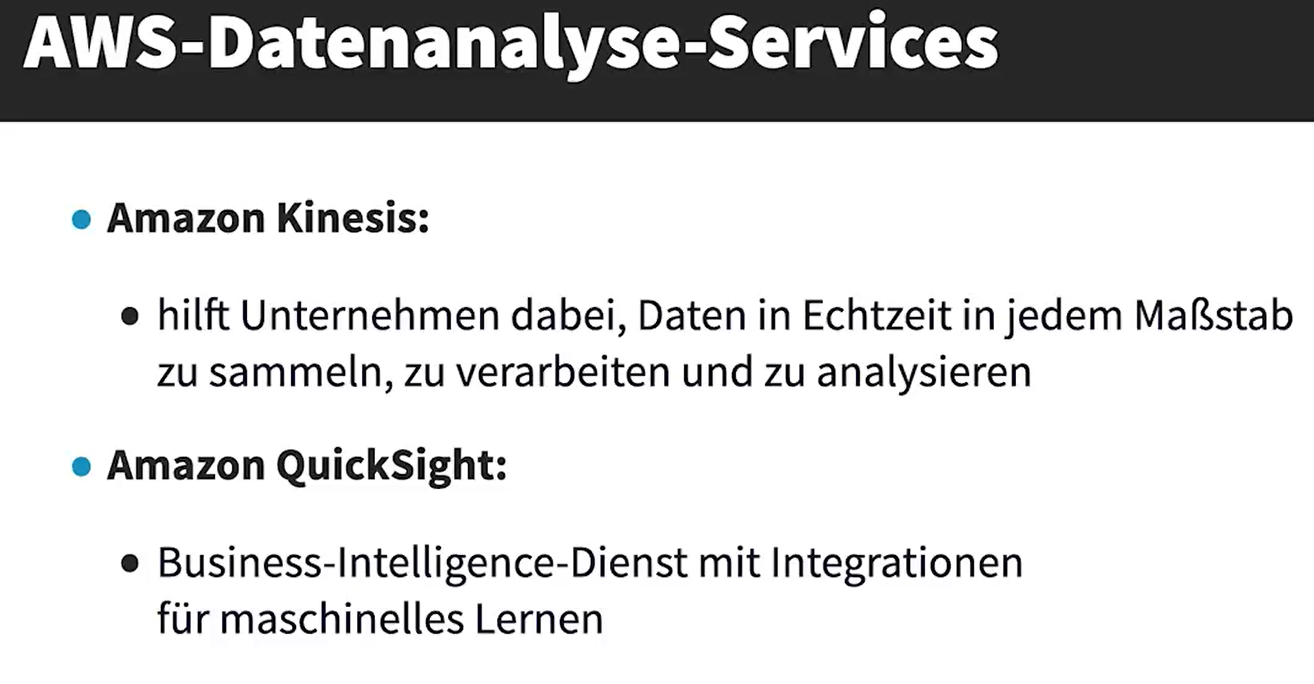 AWS-Datenanalyse-Services
• Amazon Kinesis:
• hilft Unternehmen dabei, Daten in Echtzeit in jedem Maßstab
zu sammeln, zu verarbeiten und zu analysieren
• Amazon QuickSight:
• Business-Intelligence-Dienst mit Integrationen
für maschinelles Lernen